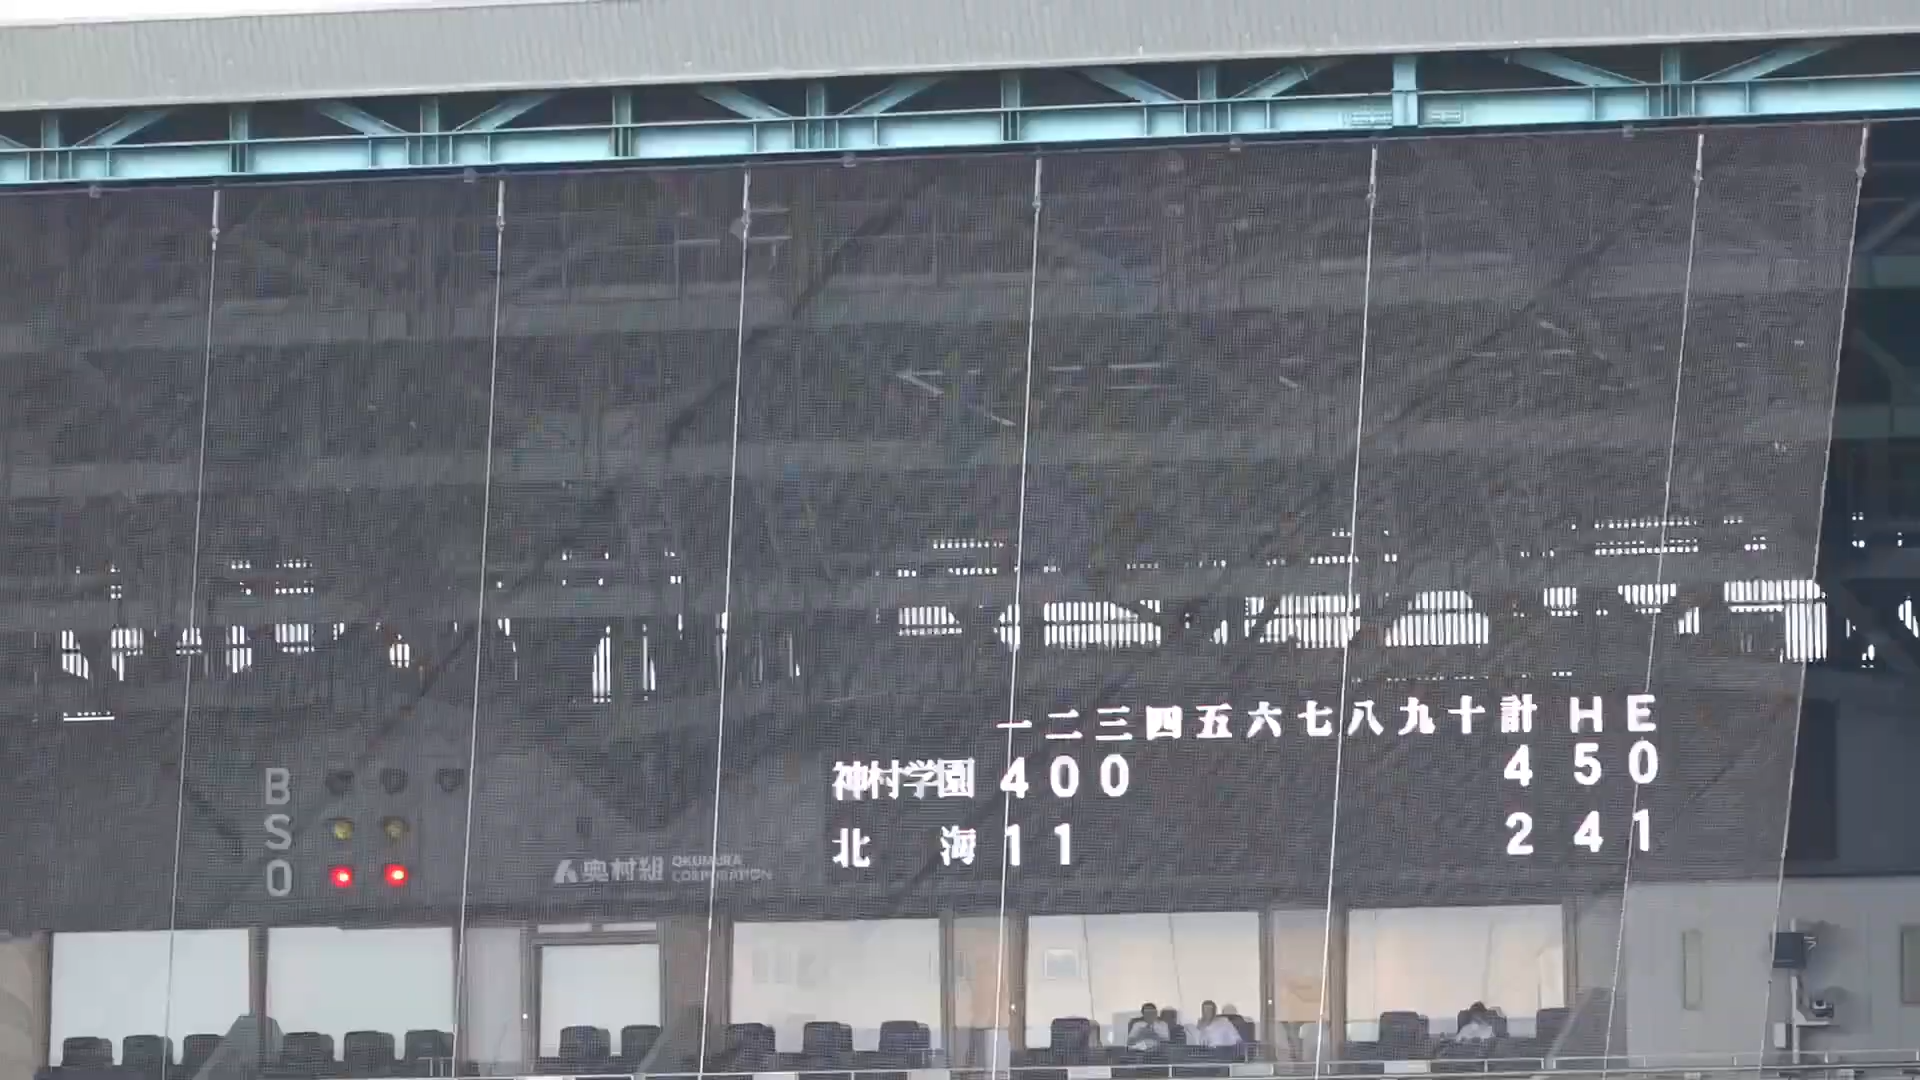 一二三四五六七八九十計 H E
神村学園 4 0 0 4 5 0
北海 1 1 2 4 1
B
S
O
奥村組 OKUMURA CORPORATION